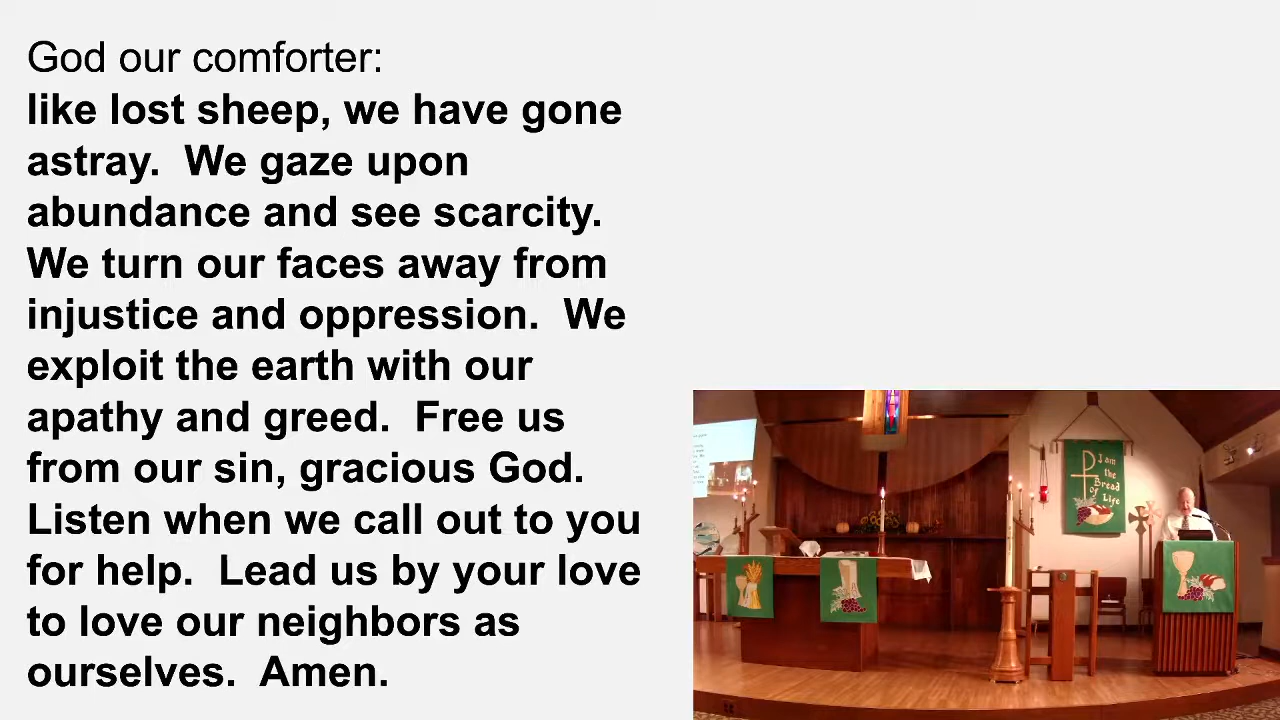 God our comforter:
like lost sheep, we have gone
astray.  We gaze upon
abundance and see scarcity.
We turn our faces away from
injustice and oppression.  We
exploit the earth with our
apathy and greed.  Free us
from our sin, gracious God.
Listen when we call out to you
for help.  Lead us by your love
to love our neighbors as
ourselves.  Amen.
I am
the
Bread
of Life